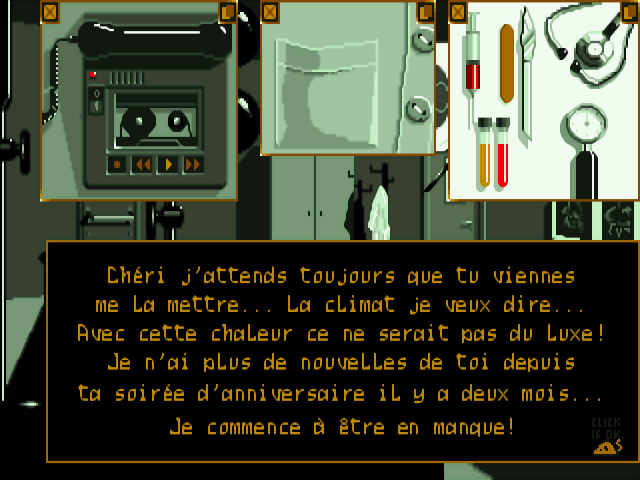 0
1
Chéri j'attends toujours que tu viennes
me la mettre... La climat je veux dire...
Avec cette chaleur ce ne serait pas du luxe!
Je n'ai plus de nouvelles de toi depuis
ta soirée d'anniversaire il y a deux mois...
Je commence à être en manque!
CLICK
IF OK